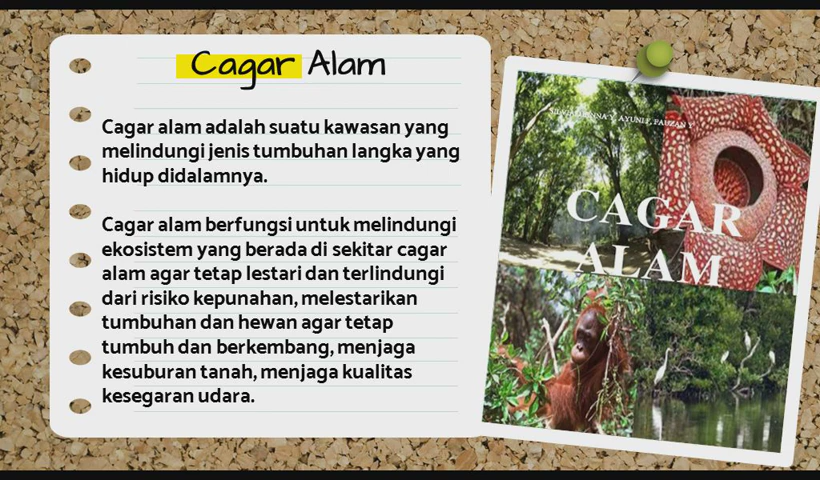 Cagar Alam
Cagar alam adalah suatu kawasan yang
melindungi jenis tumbuhan langka yang
hidup didalamnya.
Cagar alam berfungsi untuk melindungi
ekosistem yang berada di sekitar cagar
alam agar tetap lestari dan terlindungi
dari risiko kepunahan, melestarikan
tumbuhan dan hewan agar tetap
tumbuh dan berkembang, menjaga
kesuburan tanah, menjaga kualitas
kesegaran udara.
AYUNI F, FAUZAN Y
CAGAR
ALAM